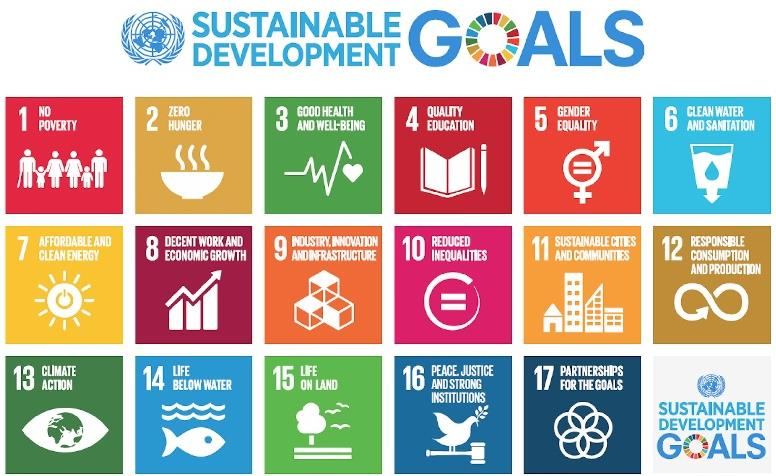 SUSTAINABLE
DEVELOPMENT
GOALS
1 NO
POVERTY
2 ZERO
HUNGER
3 GOOD HEALTH
AND WELL-BEING
4 QUALITY
EDUCATION
5 GENDER
EQUALITY
6 CLEAN WATER
AND SANITATION
7 AFFORDABLE AND
CLEAN ENERGY
8 DECENT WORK AND
ECONOMIC GROWTH
9 INDUSTRY, INNOVATION
AND INFRASTRUCTURE
10 REDUCED
INEQUALITIES
11 SUSTAINABLE CITIES
AND COMMUNITIES
12 RESPONSIBLE
CONSUMPTION
AND PRODUCTION
13 CLIMATE
ACTION
14 LIFE
BELOW WATER
15 LIFE
ON LAND
16 PEACE, JUSTICE
AND STRONG
INSTITUTIONS
17 PARTNERSHIPS
FOR THE GOALS
SUSTAINABLE
DEVELOPMENT
GOALS